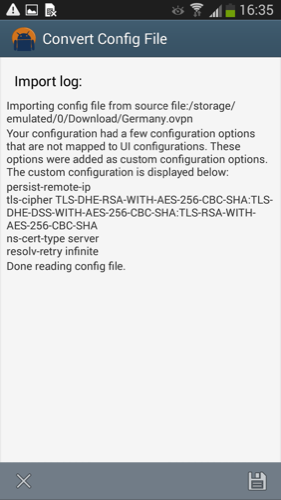 16:35
Convert Config File
Import log:
Importing config file from source file:/storage/
emulated/0/Download/Germany.ovpn
Your configuration had a few configuration options
that are not mapped to UI configurations. These
options were added as custom configuration options.
The custom configuration is displayed below:
persist-remote-ip
tls-cipher TLS-DHE-RSA-WITH-AES-256-CBC-SHA:TLS-
DHE-DSS-WITH-AES-256-CBC-SHA:TLS-RSA-WITH-
AES-256-CBC-SHA
ns-cert-type server
resolv-retry infinite
Done reading config file.